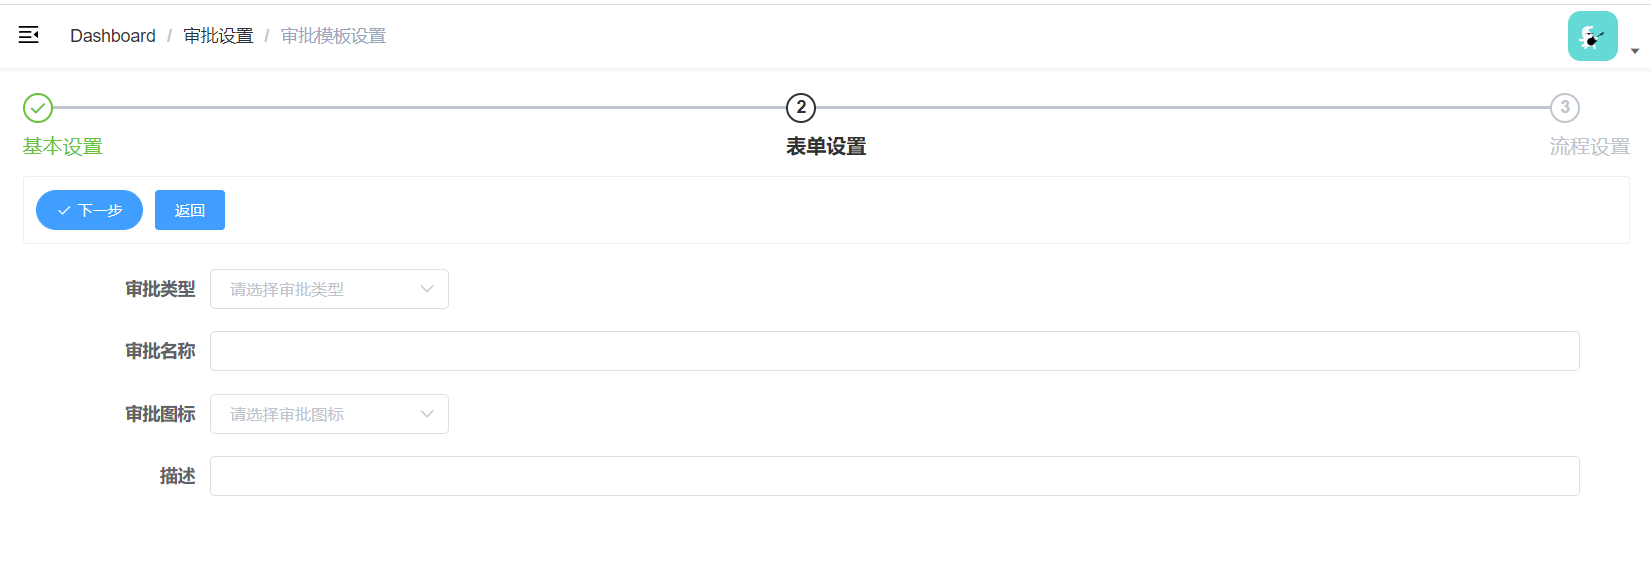 Dashboard / 审批设置 / 审批模板设置
2 3
基本设置 表单设置 流程设置
下一步 返回
审批类型 请选择审批类型
审批名称
审批图标 请选择审批图标
描述